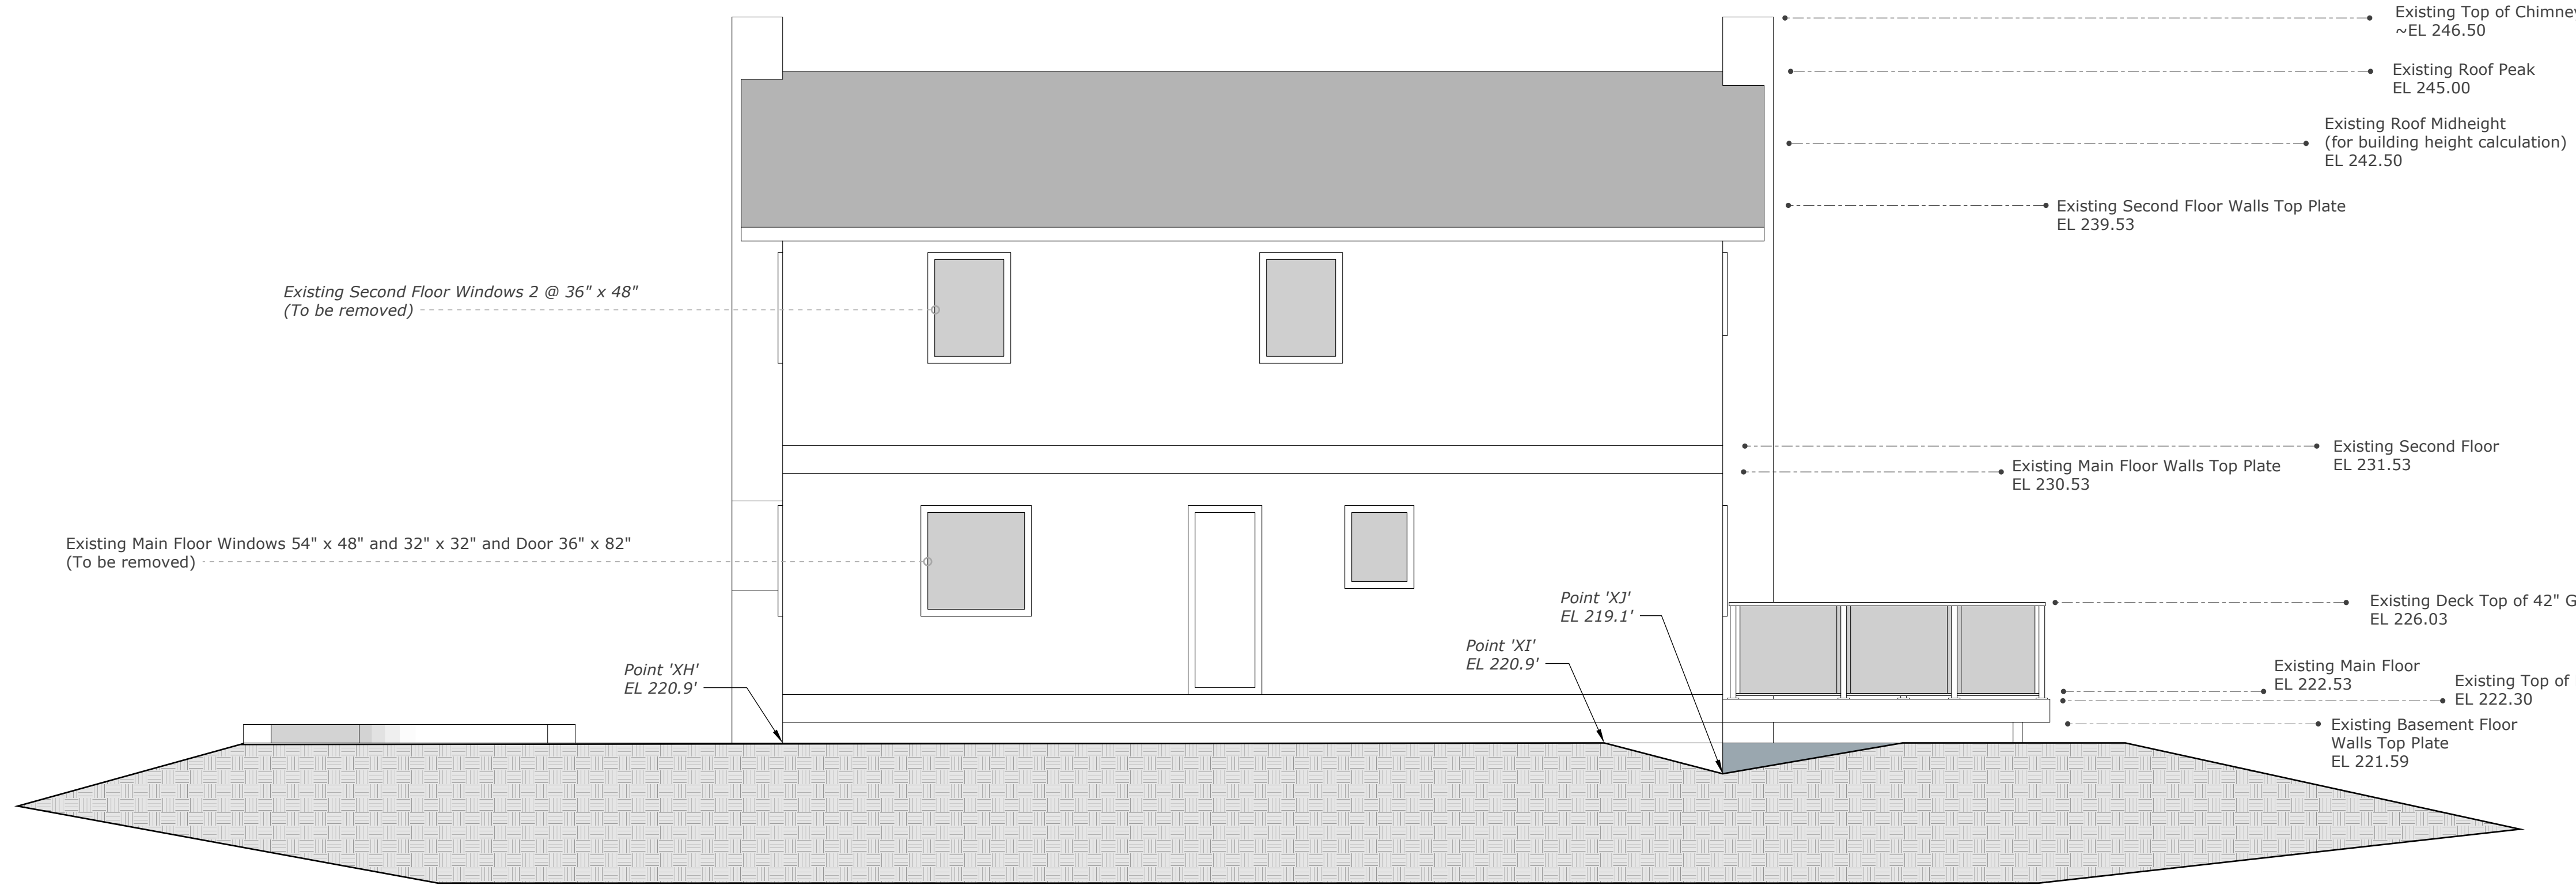 Existing Top of Chimney
~EL 246.50
Existing Roof Peak
EL 245.00
Existing Roof Midheight
(for building height calculation)
EL 242.50
Existing Second Floor Walls Top Plate
EL 239.53
Existing Second Floor Windows 2 @ 36" x 48"
(To be removed)
Existing Second Floor
EL 231.53
Existing Main Floor Walls Top Plate
EL 230.53
Existing Main Floor Windows 54" x 48" and 32" x 32" and Door 36" x 82"
(To be removed)
Point 'XJ'
EL 219.1'
Existing Deck Top of 42" G
EL 226.03
Point 'XI'
EL 220.9'
Point 'XH'
EL 220.9'
Existing Main Floor
EL 222.53
Existing Top of
EL 222.30
Existing Basement Floor
Walls Top Plate
EL 221.59